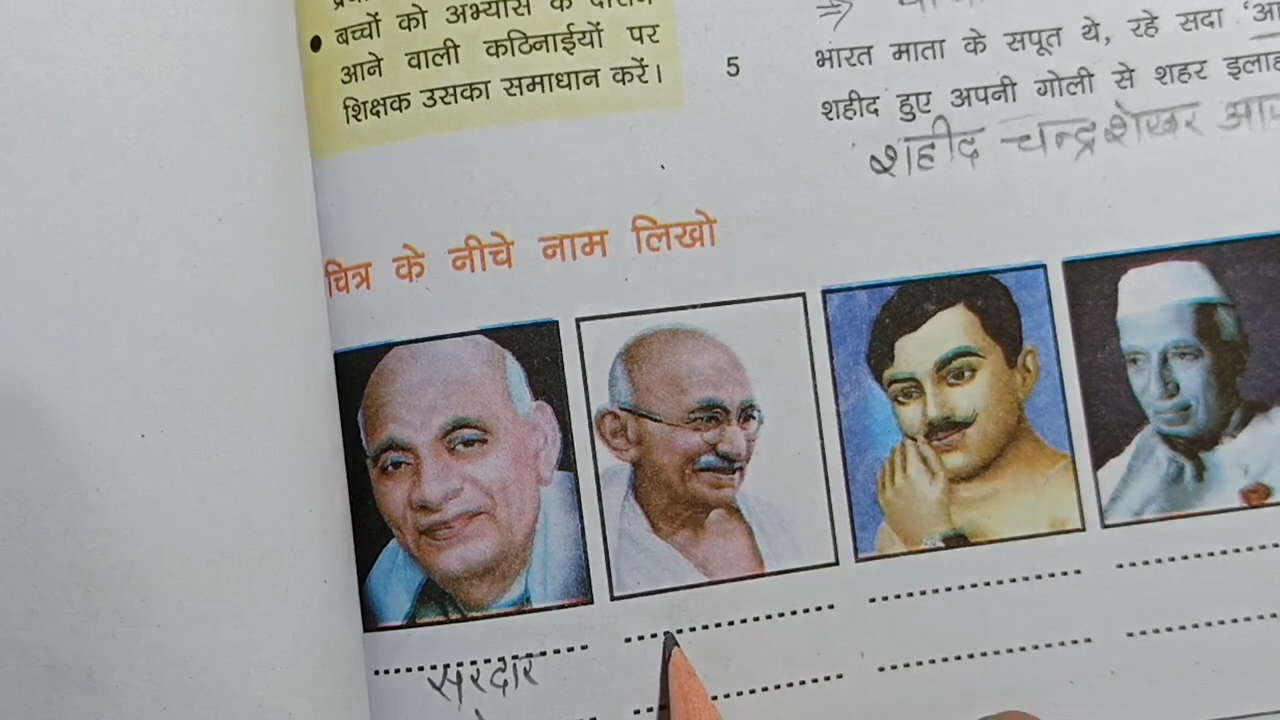 बच्चों को अभ्यास के दौरान
आने वाली कठिनाईयों पर
शिक्षक उसका समाधान करें।
5
भारत माता के सपूत थे, रहे सदा
शहीद हुए अपनी गोली से शहर
शहीद चन्द्रशेखर
चित्र के नीचे नाम लिखो
सरदार